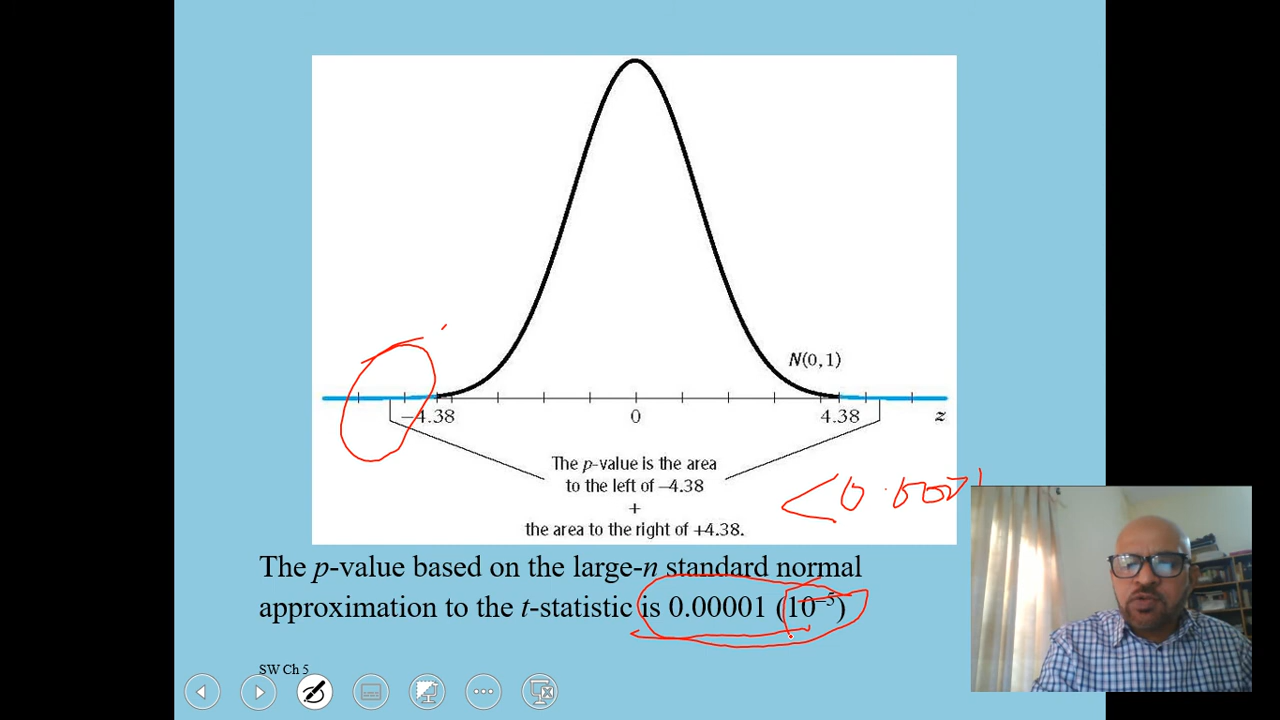 N(0,1)
−4.38 0 4.38 z
The p-value is the area
to the left of −4.38
+
the area to the right of +4.38.
The p-value based on the large-n standard normal
approximation to the t-statistic is 0.00001 (10⁻⁵)
SW Ch 5